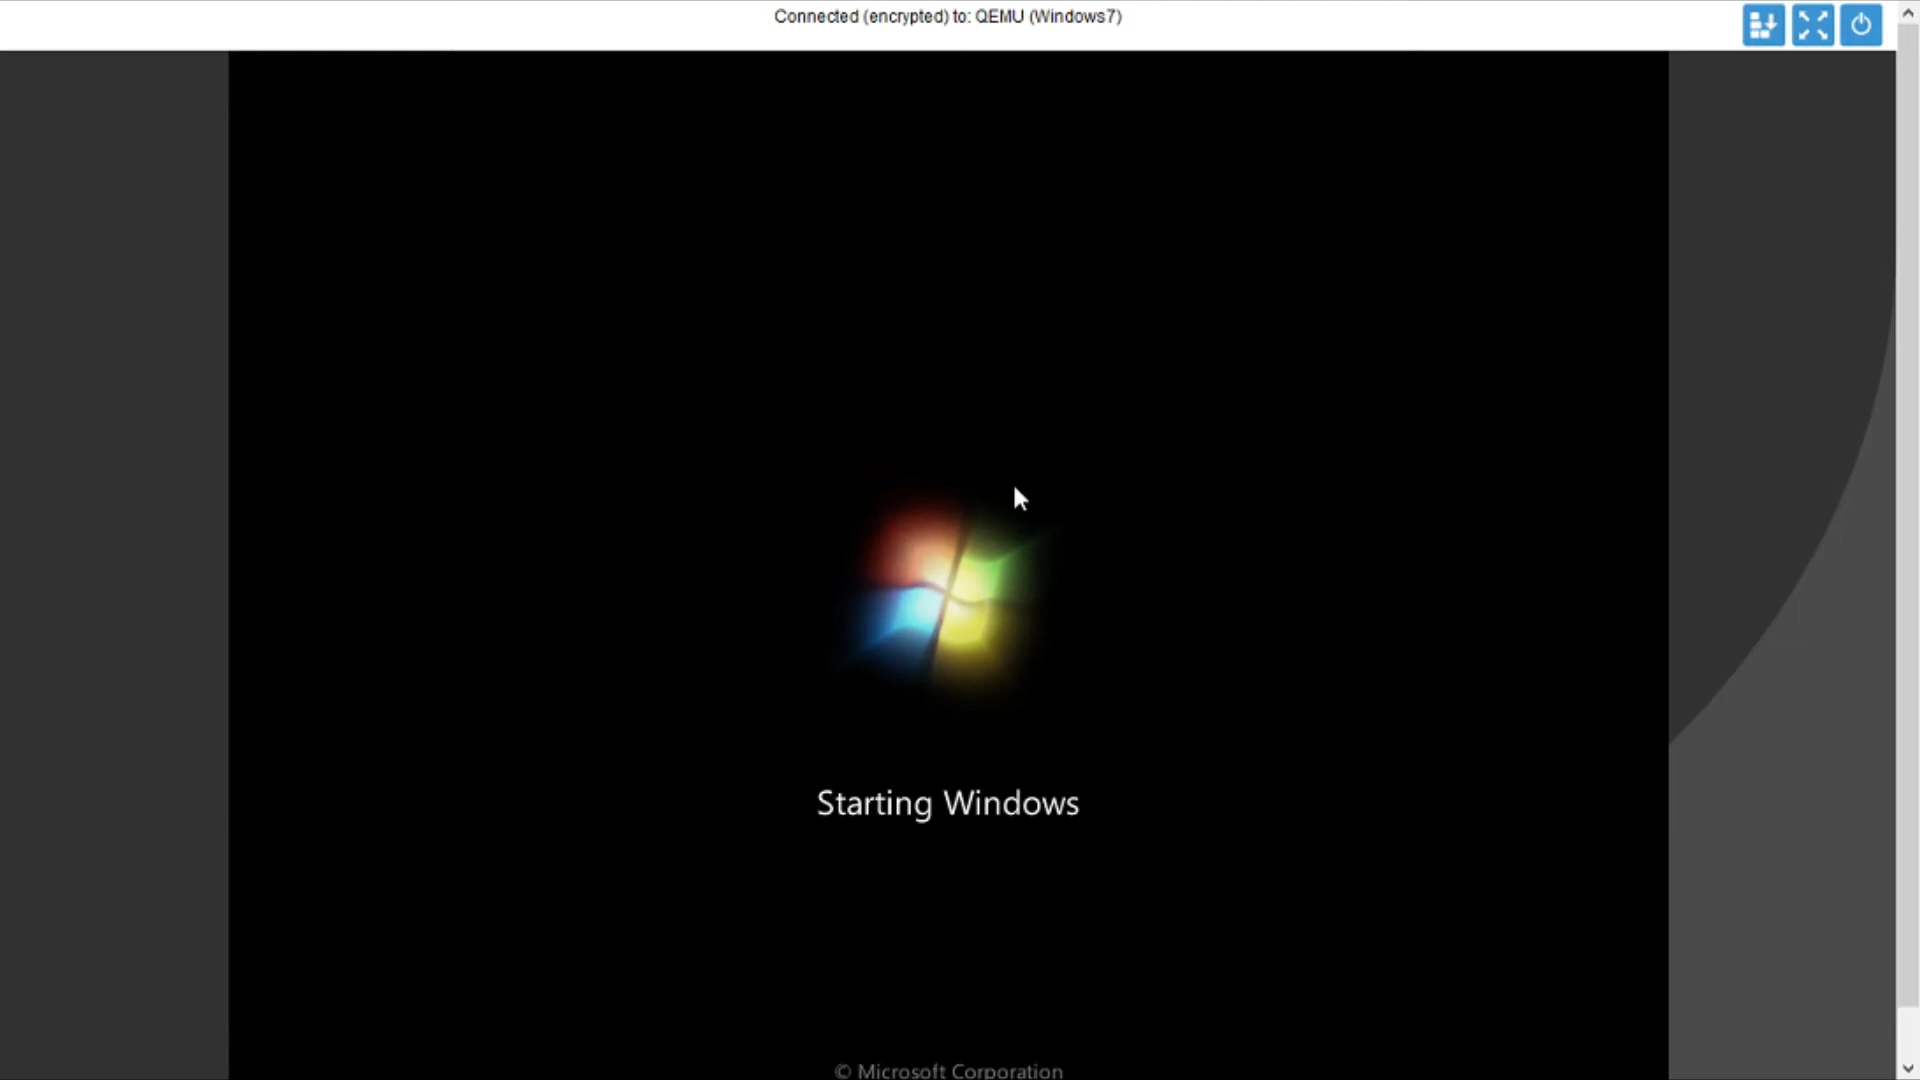 Connected (encrypted) to: QEMU (Windows7)
Starting Windows
© Microsoft Corporation